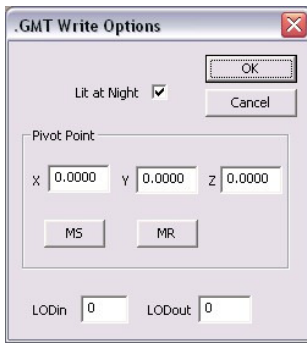 .GMT Write Options
OK
Lit at Night
Cancel
Pivot Point
X 0.0000 Y 0.0000 Z 0.0000
MS MR
LODin 0 LODout 0